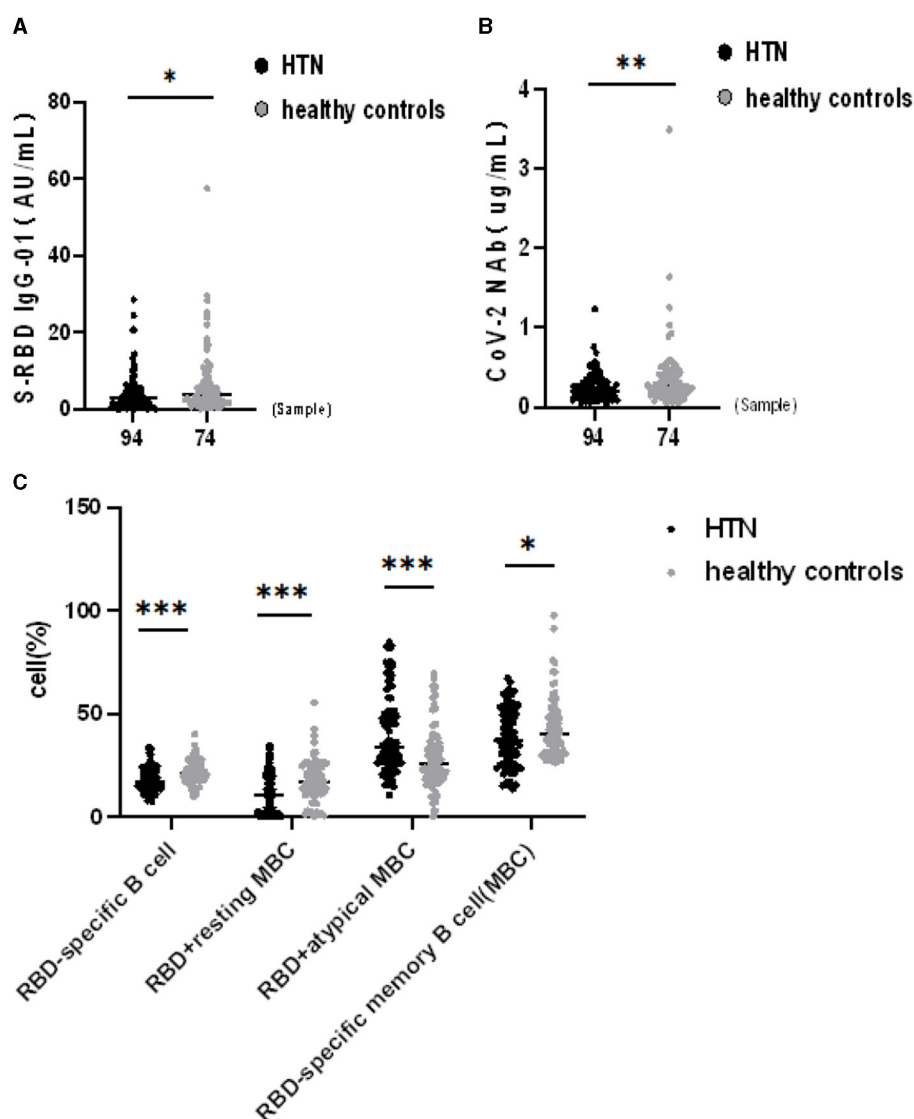 A
*
HTN
healthy controls
S-RBD IgG-01( AU/mL)
80
60
40
20
0
94
74
(Sample)
B
**
HTN
healthy controls
CoV-2 NAb( ug/mL)
4
3
2
1
0
94
74
(Sample)
C
HTN
healthy controls
cell(%)
150
100
50
0
***
***
***
*
RBD-specific B cell
RBD+resting MBC
RBD+atypical MBC
RBD-specific memory B cell(MBC)